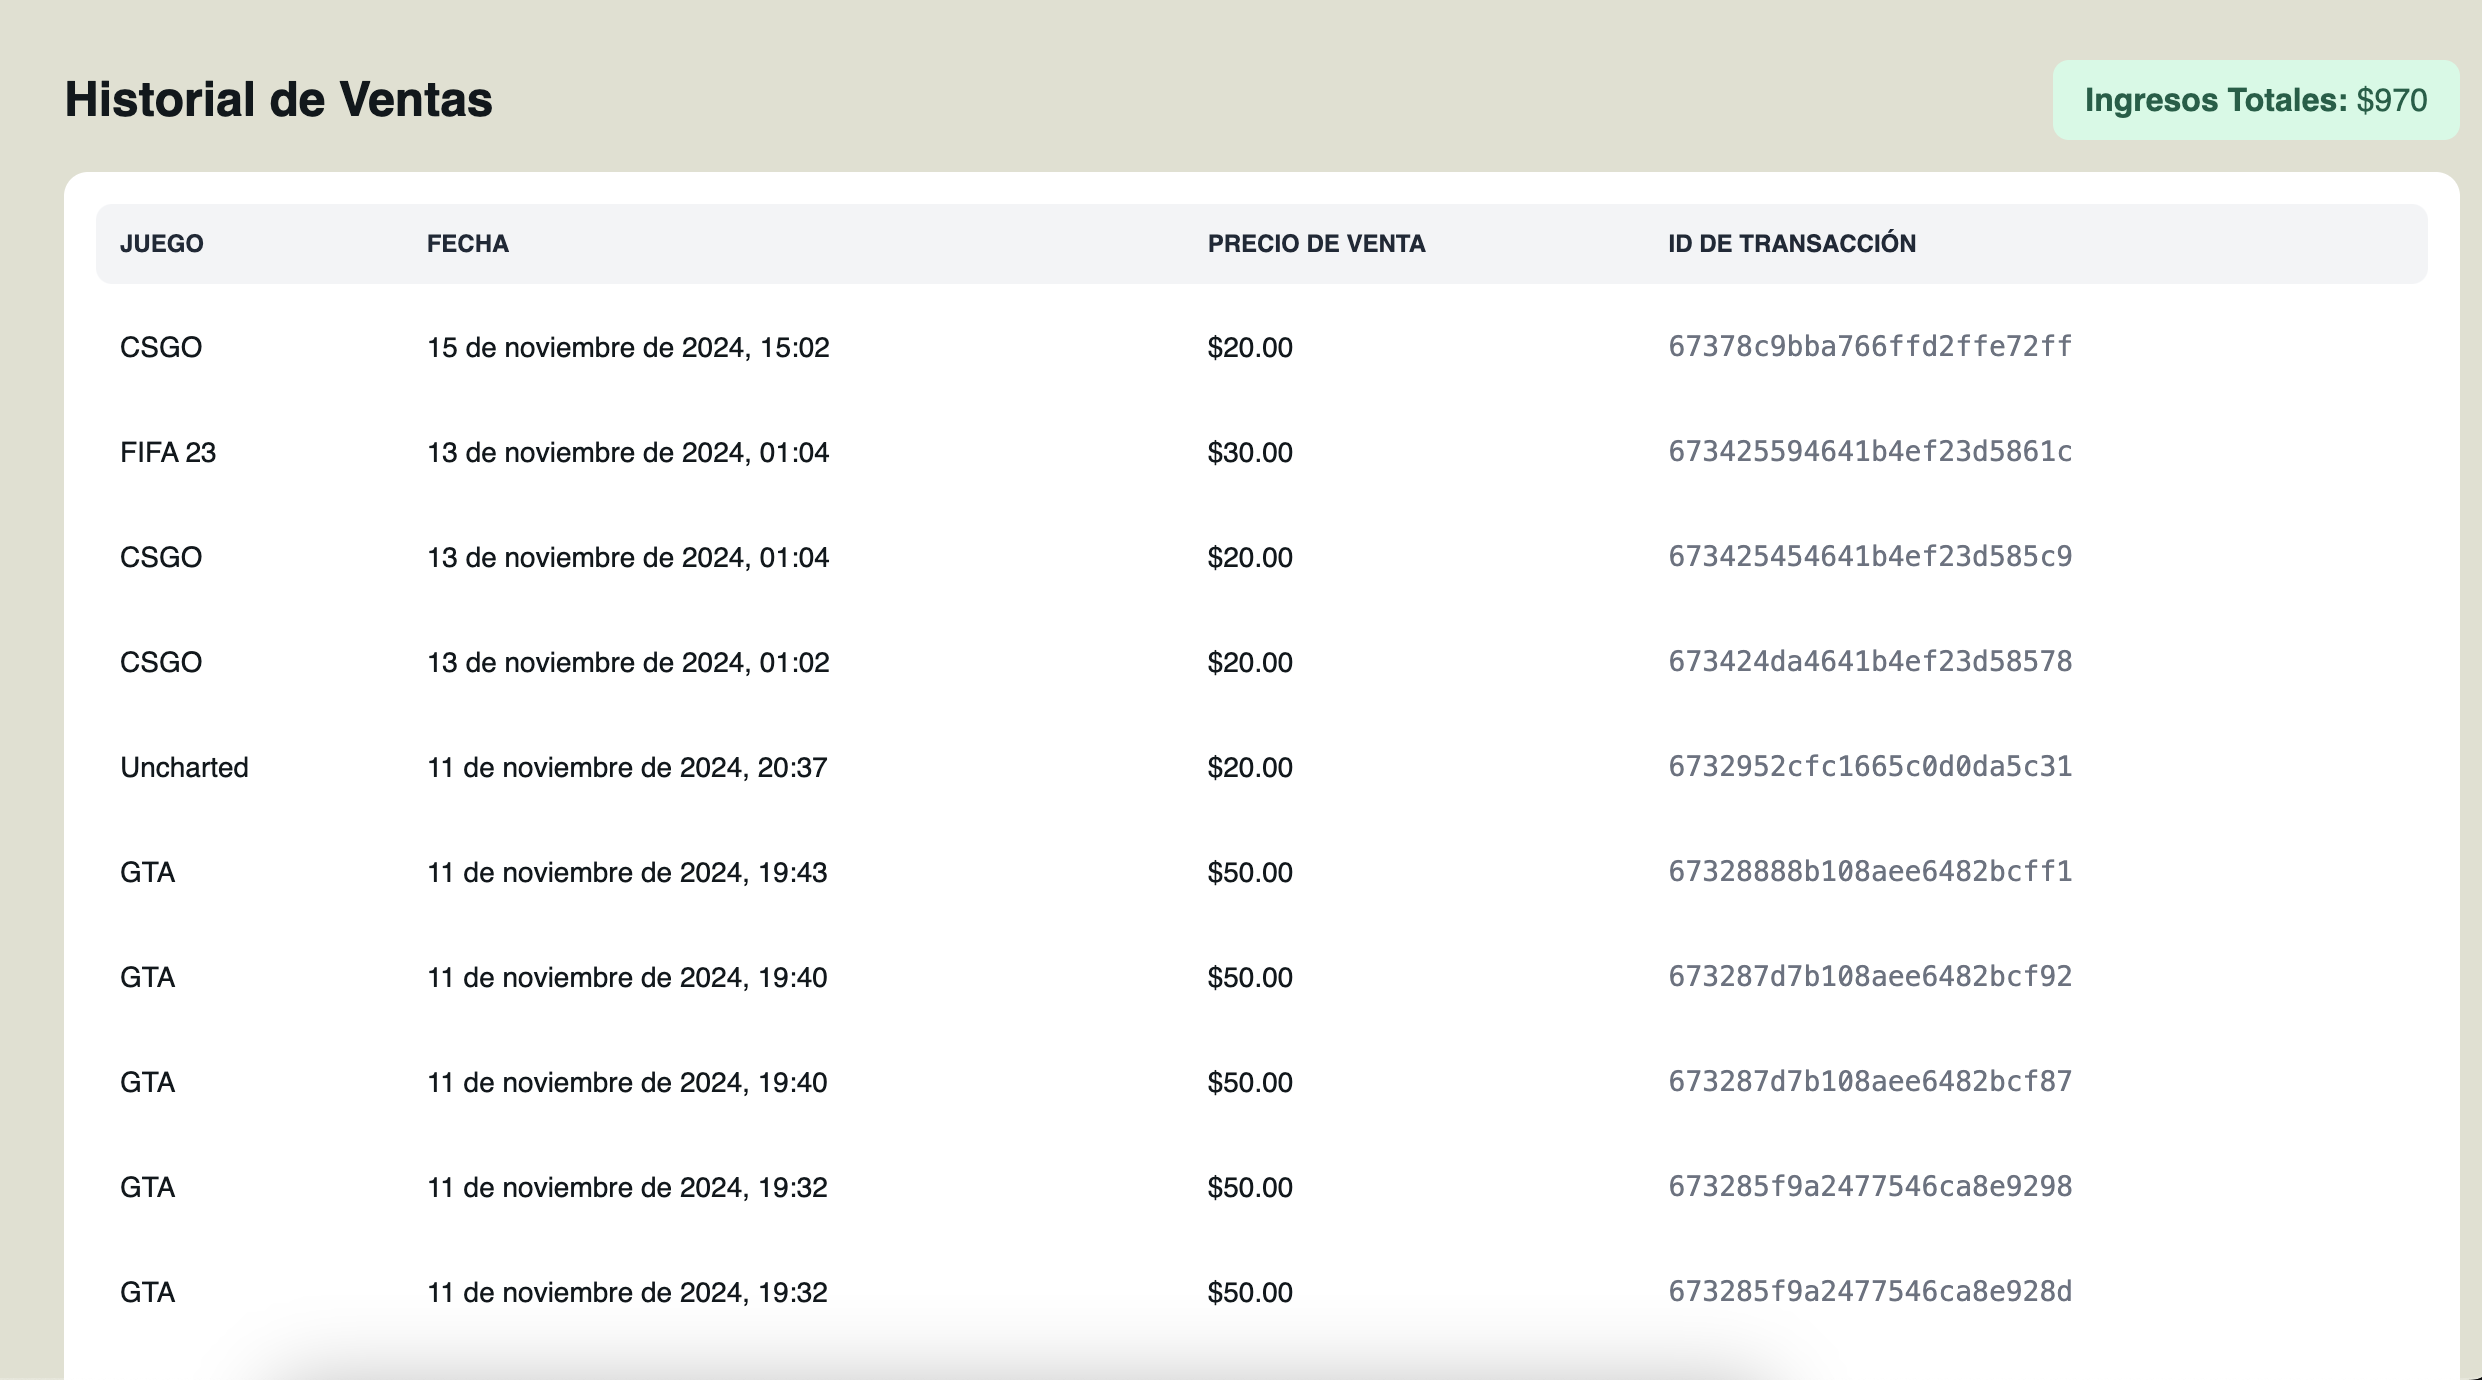 Historial de Ventas
Ingresos Totales: $970
JUEGO FECHA PRECIO DE VENTA ID DE TRANSACCIÓN
CSGO 15 de noviembre de 2024, 15:02 $20.00 67378c9bba766ffd2ffe72ff
FIFA 23 13 de noviembre de 2024, 01:04 $30.00 673425594641b4ef23d5861c
CSGO 13 de noviembre de 2024, 01:04 $20.00 673425454641b4ef23d585c9
CSGO 13 de noviembre de 2024, 01:02 $20.00 673424da4641b4ef23d58578
Uncharted 11 de noviembre de 2024, 20:37 $20.00 6732952cfc1665c0d0da5c31
GTA 11 de noviembre de 2024, 19:43 $50.00 67328888b108aee6482bcff1
GTA 11 de noviembre de 2024, 19:40 $50.00 673287d7b108aee6482bcf92
GTA 11 de noviembre de 2024, 19:40 $50.00 673287d7b108aee6482bcf87
GTA 11 de noviembre de 2024, 19:32 $50.00 673285f9a2477546ca8e9298
GTA 11 de noviembre de 2024, 19:32 $50.00 673285f9a2477546ca8e928d